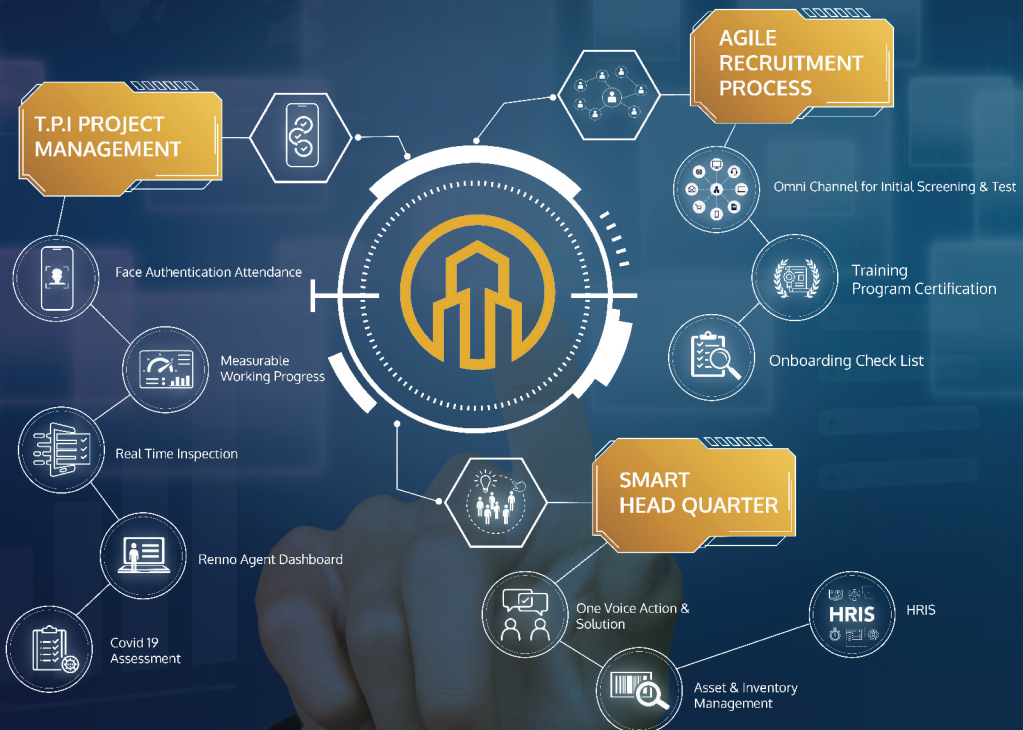 T.P.I PROJECT
MANAGEMENT
Face Authentication Attendance
Measurable
Working Progress
Real Time Inspection
Renno Agent Dashboard
Covid 19
Assessment
AGILE
RECRUITMENT
PROCESS
Omni Channel for Initial Screening & Test
Training
Program Certification
Onboarding Check List
SMART
HEAD QUARTER
One Voice Action &
Solution
Asset & Inventory
Management
HRIS
HRIS